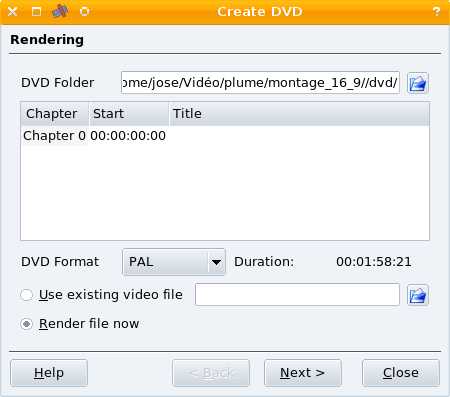 Create DVD ?
Rendering
DVD Folder ome/jose/Vidéo/plume/montage_16_9//dvd/
Chapter Start Title
Chapter 0 00:00:00:00
DVD Format PAL Duration: 00:01:58:21
Use existing video file
Render file now
Help < Back Next > Close